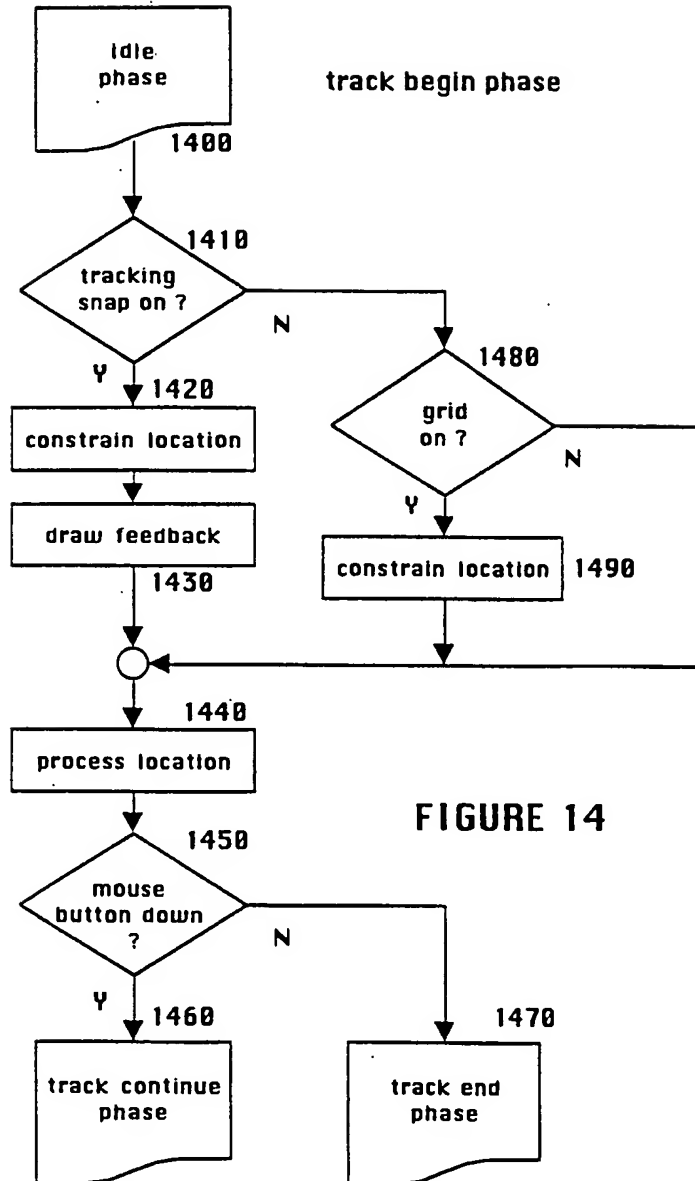 idle
phase
track begin phase
1400
1410
tracking
snap on ?
N
Y
1420
1480
constrain location
grid
on ?
N
draw feedback
Y
1430
constrain location
1490
1440
process location
FIGURE 14
1450
mouse
button down
?
N
Y
1460
1470
track continue
phase
track end
phase